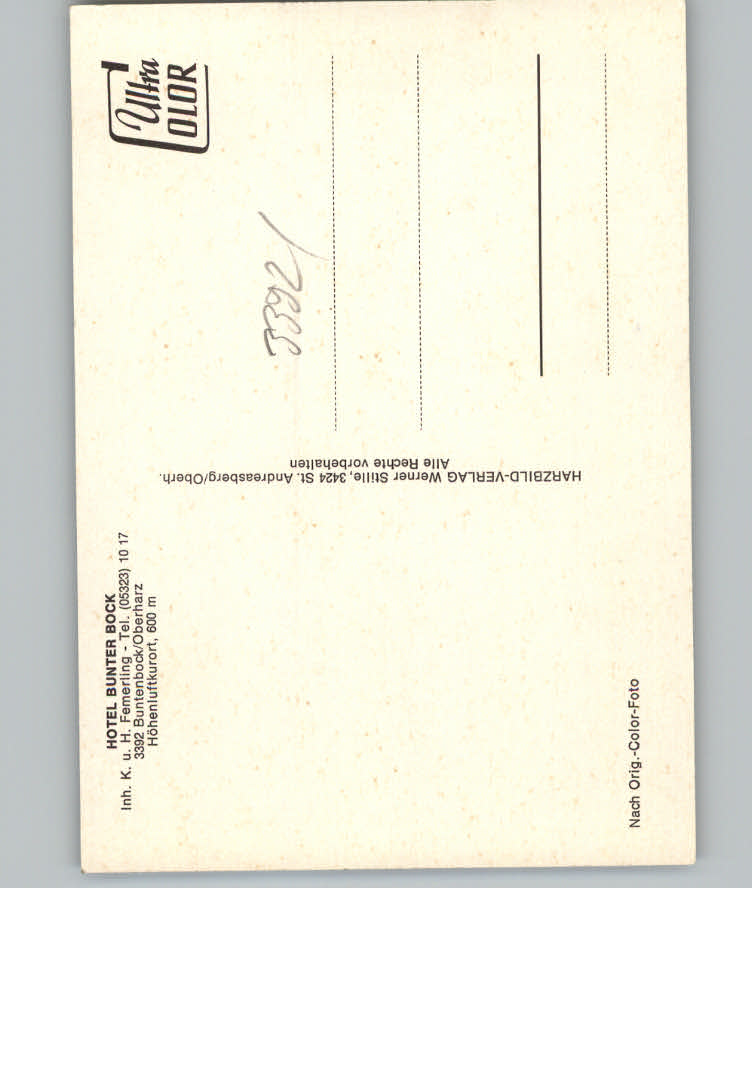 HOTEL BUNTER BOCK
Inh. K. u. H. Femerling - Tel. (05323) 10 17
3392 Buntenbock/Oberharz
Höhenluftkurort, 600 m
Nach Orig.-Color-Foto
HARZBILD-VERLAG Werner Stille, 3424 St. Andreasberg/Oberh.
Alle Rechte vorbehalten
Ultra
COLOR
3392/